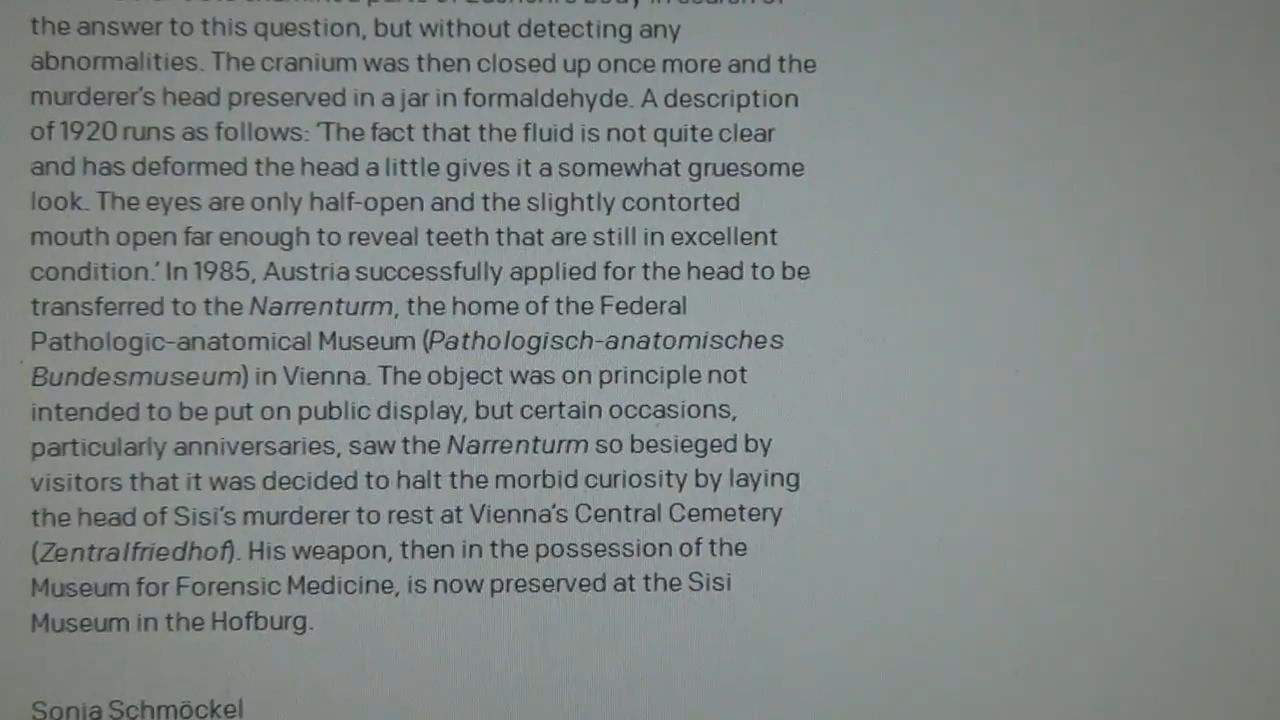 the answer to this question, but without detecting any
abnormalities. The cranium was then closed up once more and the
murderer's head preserved in a jar in formaldehyde. A description
of 1920 runs as follows: 'The fact that the fluid is not quite clear
and has deformed the head a little gives it a somewhat gruesome
look. The eyes are only half-open and the slightly contorted
mouth open far enough to reveal teeth that are still in excellent
condition.' In 1985, Austria successfully applied for the head to be
transferred to the Narrenturm, the home of the Federal
Pathologic-anatomical Museum (Pathologisch-anatomisches
Bundesmuseum) in Vienna. The object was on principle not
intended to be put on public display, but certain occasions,
particularly anniversaries, saw the Narrenturm so besieged by
visitors that it was decided to halt the morbid curiosity by laying
the head of Sisi's murderer to rest at Vienna's Central Cemetery
(Zentralfriedhof). His weapon, then in the possession of the
Museum for Forensic Medicine, is now preserved at the Sisi
Museum in the Hofburg.
Sonja Schmöckel